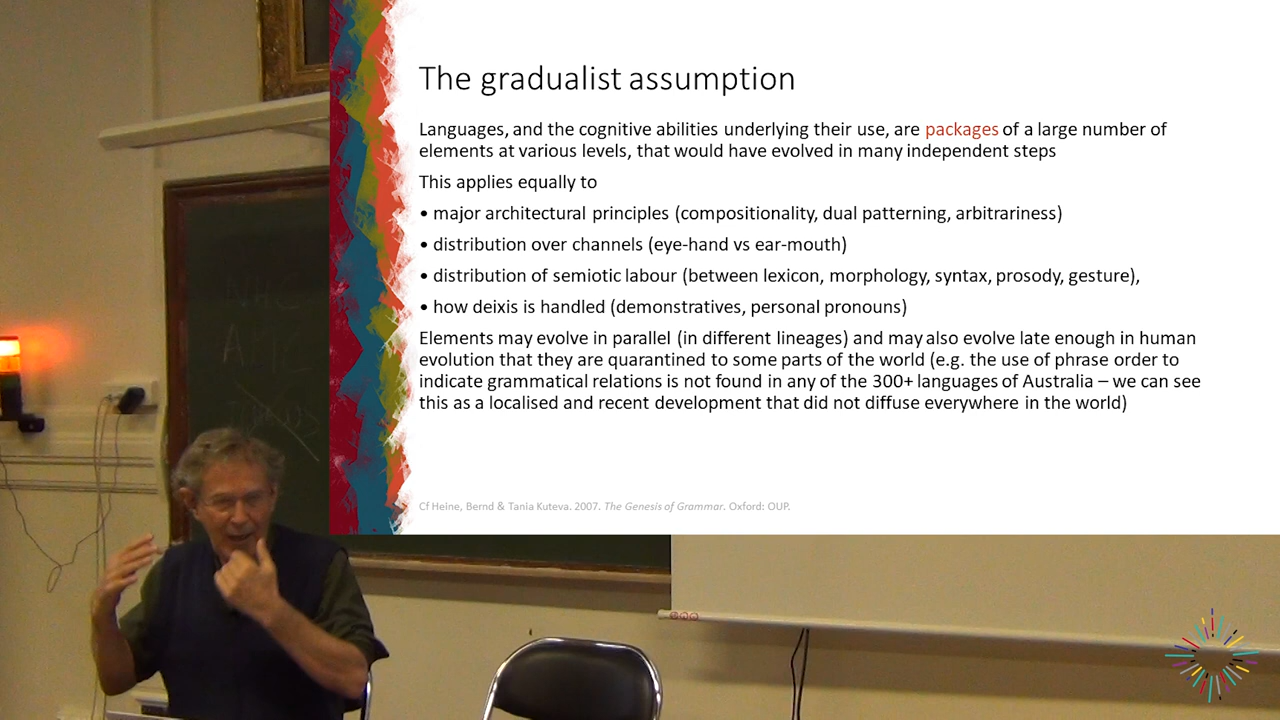 The gradualist assumption
Languages, and the cognitive abilities underlying their use, are packages of a large number of
elements at various levels, that would have evolved in many independent steps
This applies equally to
• major architectural principles (compositionality, dual patterning, arbitrariness)
• distribution over channels (eye-hand vs ear-mouth)
• distribution of semiotic labour (between lexicon, morphology, syntax, prosody, gesture),
• how deixis is handled (demonstratives, personal pronouns)
Elements may evolve in parallel (in different lineages) and may also evolve late enough in human
evolution that they are quarantined to some parts of the world (e.g. the use of phrase order to
indicate grammatical relations is not found in any of the 300+ languages of Australia – we can see
this as a localised and recent development that did not diffuse everywhere in the world)
Cf Heine, Bernd & Tania Kuteva. 2007. The Genesis of Grammar. Oxford: OUP.